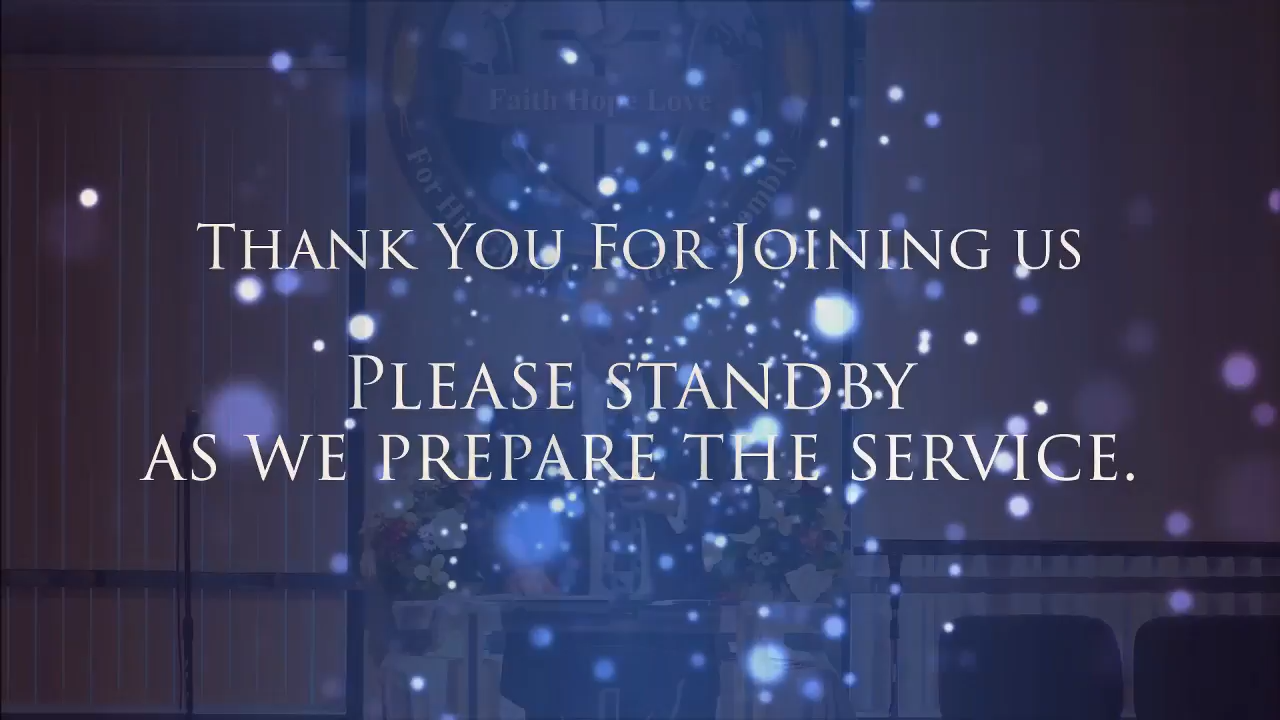 Faith Hope Love
THANK YOU FOR JOINING US
PLEASE STANDBY
AS WE PREPARE THE SERVICE.